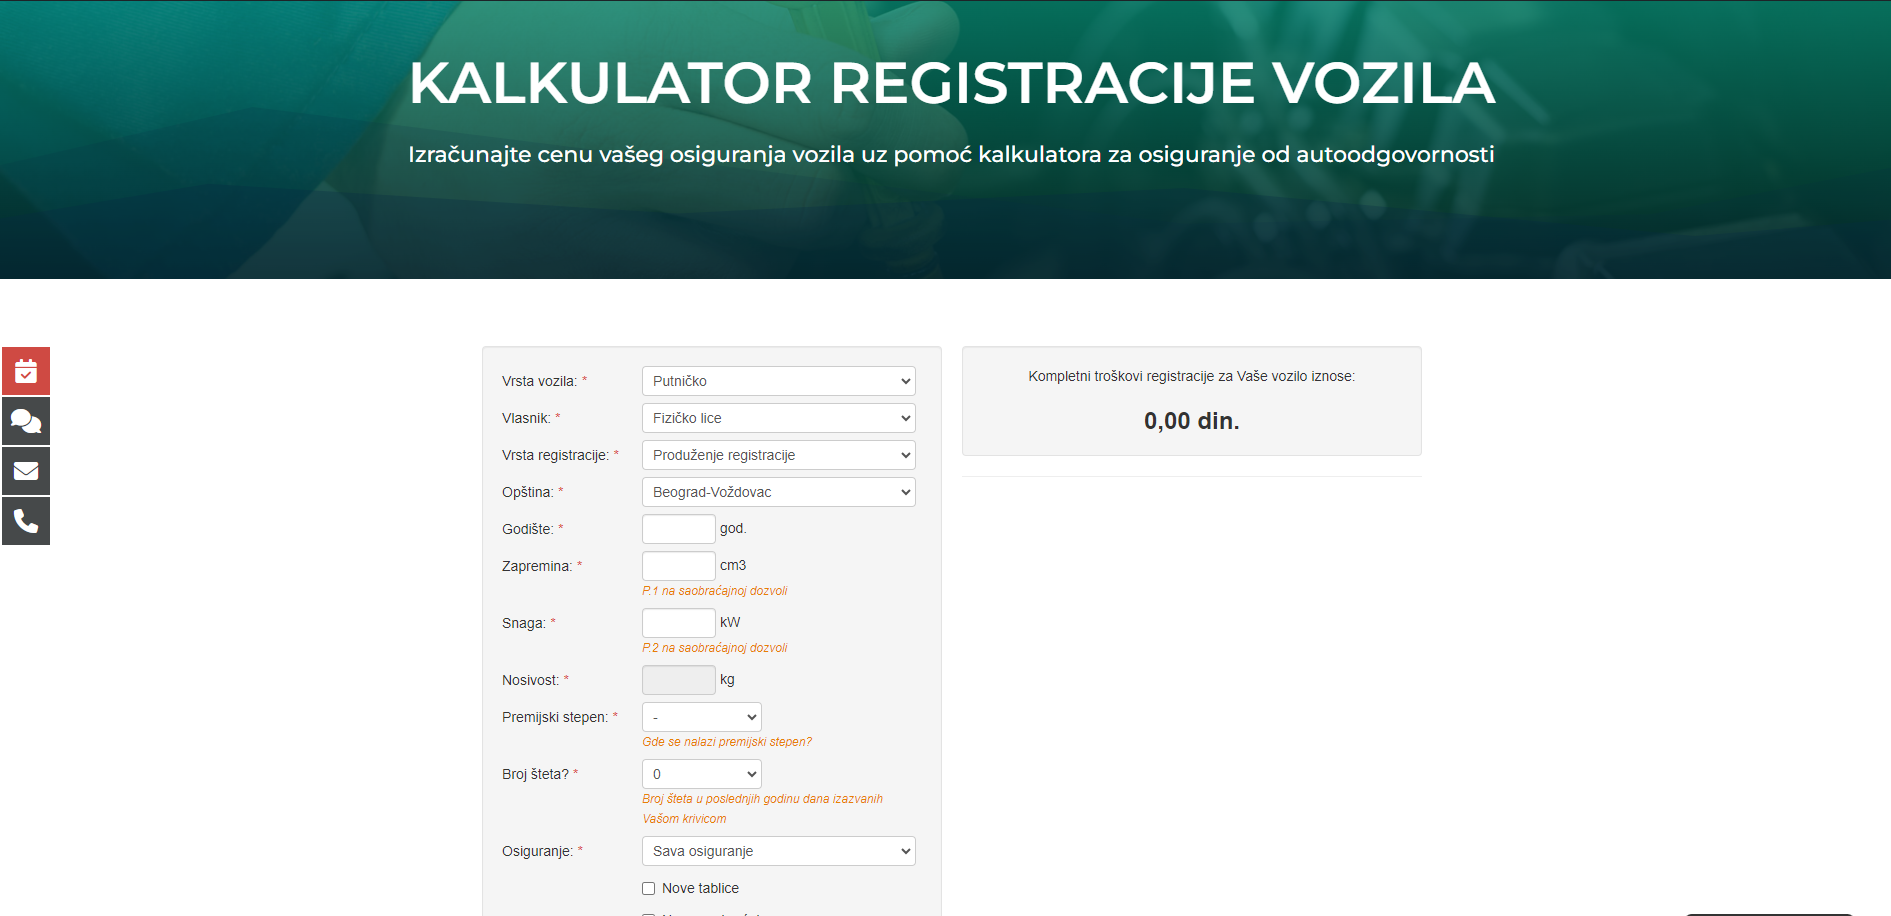 KALKULATOR REGISTRACIJE VOZILA
Izračunajte cenu vašeg osiguranja vozila uz pomoć kalkulatora za osiguranje od autoodgovornosti
Vrsta vozila: * Putničko
Vlasnik: * Fizičko lice
Vrsta registracije: * Produženje registracije
Opština: * Beograd-Voždovac
Godište: * god.
Zapremina: * cm3
P.1 na saobraćajnoj dozvoli
Snaga: * kW
P.2 na saobraćajnoj dozvoli
Nosivost: * kg
Premijski stepen: * -
Gde se nalazi premijski stepen?
Broj šteta? * 0
Broj šteta u poslednjih godinu dana izazvanih
Vašom krivicom
Osiguranje: * Sava osiguranje
Nove tablice
Kompletni troškovi registracije za Vaše vozilo iznose:
0,00 din.